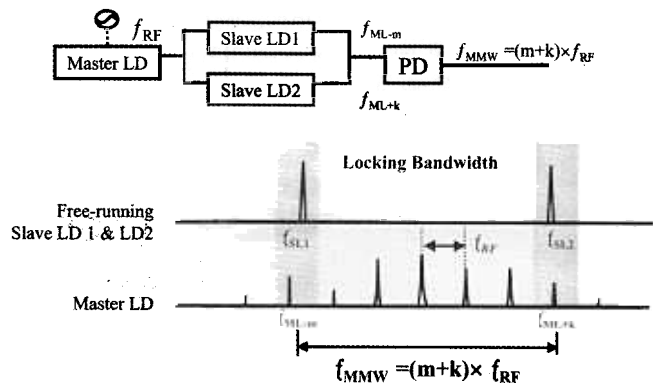 f_RF
Master LD
Slave LD1
Slave LD2
f_ML-m
f_ML+k
PD
f_MMW =(m+k)×f_RF
Locking Bandwidth
Free-running
Slave LD 1 & LD2
f_SL1
f_RF
f_SL2
Master LD
f_ML-m
f_ML+k
f_MMW =(m+k)× f_RF